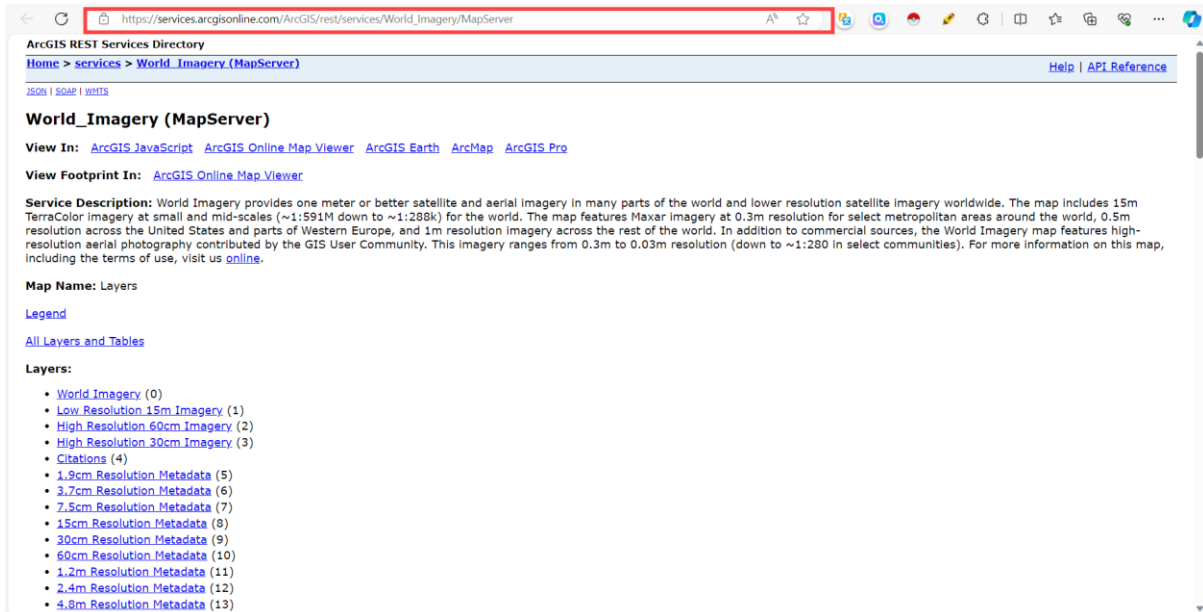 https://services.arcgisonline.com/ArcGIS/rest/services/World_Imagery/MapServer
ArcGIS REST Services Directory
Home > services > World_Imagery (MapServer)
Help | API Reference
JSON | SOAP | WMTS
World_Imagery (MapServer)
View In: ArcGIS JavaScript ArcGIS Online Map Viewer ArcGIS Earth ArcMap ArcGIS Pro
View Footprint In: ArcGIS Online Map Viewer
Service Description: World Imagery provides one meter or better satellite and aerial imagery in many parts of the world and lower resolution satellite imagery worldwide. The map includes 15m
TerraColor imagery at small and mid-scales (~1:591M down to ~1:288k) for the world. The map features Maxar imagery at 0.3m resolution for select metropolitan areas around the world, 0.5m
resolution across the United States and parts of Western Europe, and 1m resolution imagery across the rest of the world. In addition to commercial sources, the World Imagery map features high-
resolution aerial photography contributed by the GIS User Community. This imagery ranges from 0.3m to 0.03m resolution (down to ~1:280 in select communities). For more information on this map,
including the terms of use, visit us online.
Map Name: Layers
Legend
All Layers and Tables
Layers:
• World Imagery (0)
• Low Resolution 15m Imagery (1)
• High Resolution 60cm Imagery (2)
• High Resolution 30cm Imagery (3)
• Citations (4)
• 1.9cm Resolution Metadata (5)
• 3.7cm Resolution Metadata (6)
• 7.5cm Resolution Metadata (7)
• 15cm Resolution Metadata (8)
• 30cm Resolution Metadata (9)
• 60cm Resolution Metadata (10)
• 1.2m Resolution Metadata (11)
• 2.4m Resolution Metadata (12)
• 4.8m Resolution Metadata (13)